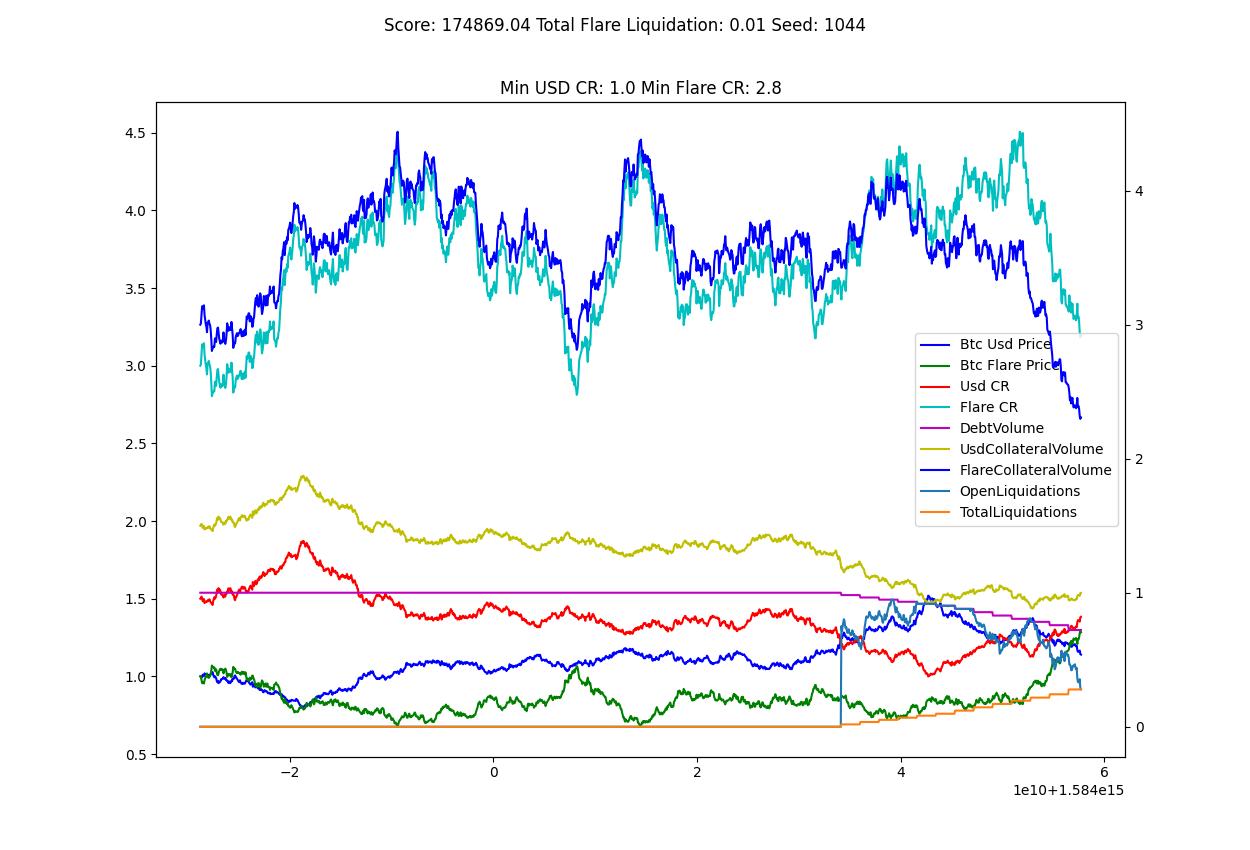 Score: 174869.04 Total Flare Liquidation: 0.01 Seed: 1044
Min USD CR: 1.0 Min Flare CR: 2.8
4.5
4.0
3.5
3.0
2.5
2.0
1.5
1.0
0.5
4
3
2
1
0
Btc Usd Price
Btc Flare Price
Usd CR
Flare CR
DebtVolume
UsdCollateralVolume
FlareCollateralVolume
OpenLiquidations
TotalLiquidations
−2 0 2 4 6
1e10+1.584e15